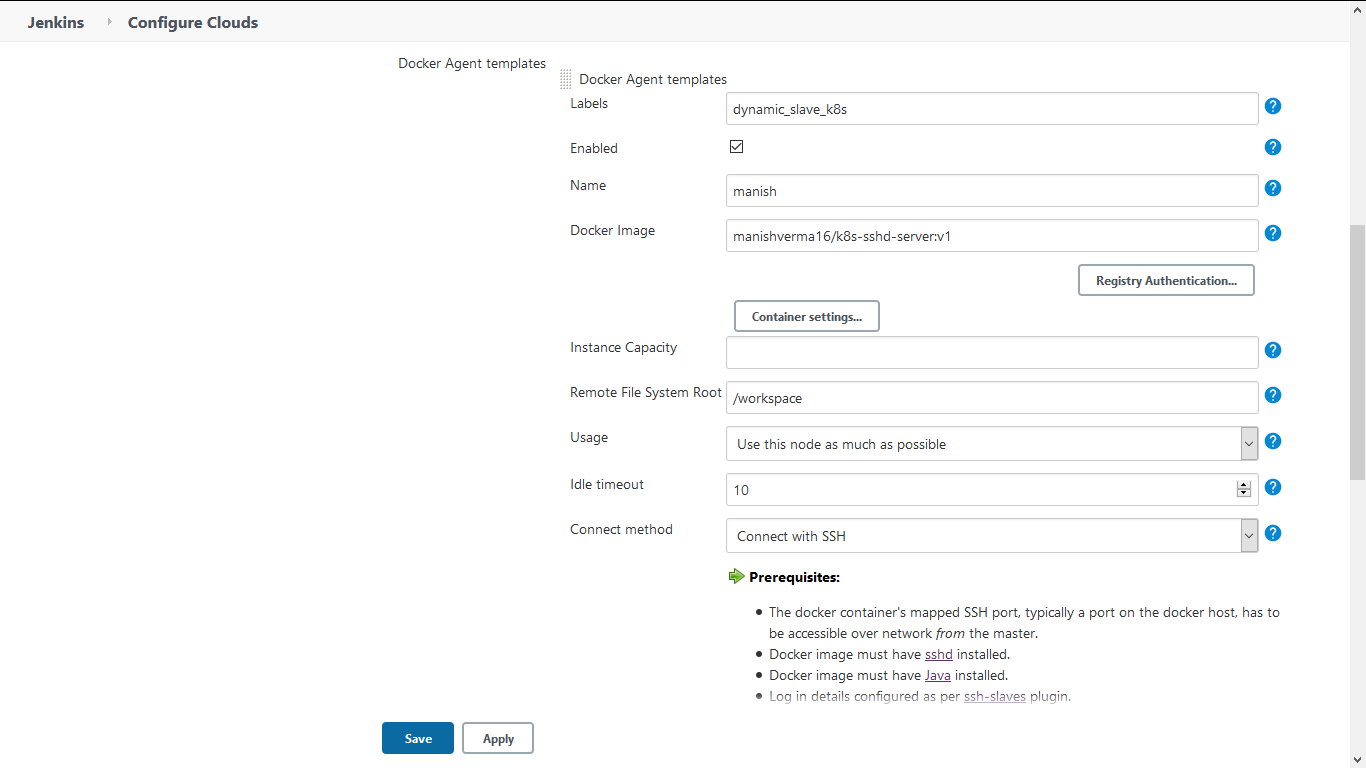 Jenkins Configure Clouds
Docker Agent templates
Docker Agent templates
Labels dynamic_slave_k8s ?
Enabled ?
Name manish ?
Docker Image manishverma16/k8s-sshd-server:v1 ?
Registry Authentication...
Container settings...
Instance Capacity ?
Remote File System Root /workspace ?
Usage Use this node as much as possible ?
Idle timeout 10 ?
Connect method Connect with SSH ?
Prerequisites:
The docker container's mapped SSH port, typically a port on the docker host, has to
be accessible over network from the master.
Docker image must have sshd installed.
Docker image must have Java installed.
Log in details configured as per ssh-slaves plugin.
Save Apply